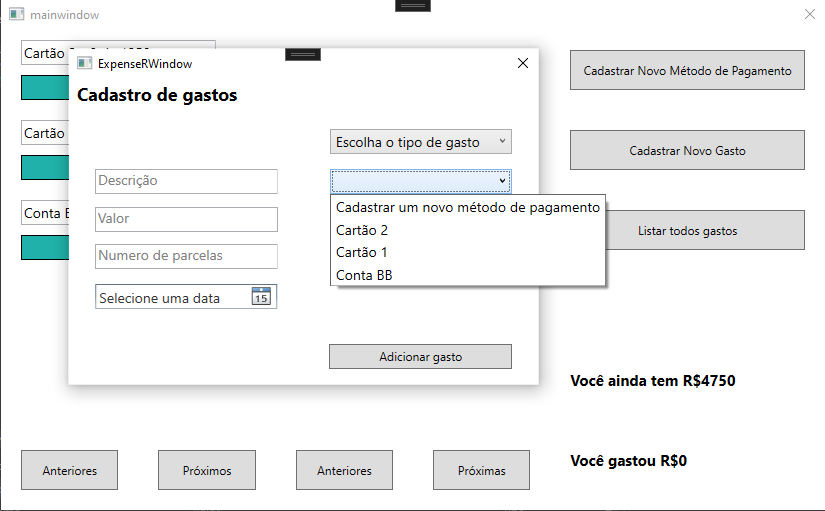 mainwindow
Cartão
ExpenseRWindow
Cadastro de gastos
Cadastrar Novo Método de Pagamento
Escolha o tipo de gasto
Cartão
Cadastrar Novo Gasto
Descrição
Cadastrar um novo método de pagamento
Conta
Valor
Cartão 2
Listar todos gastos
Numero de parcelas
Cartão 1
Conta BB
Selecione uma data
15
Adicionar gasto
Você ainda tem R$4750
Você gastou R$0
Anteriores
Próximos
Anteriores
Próximas